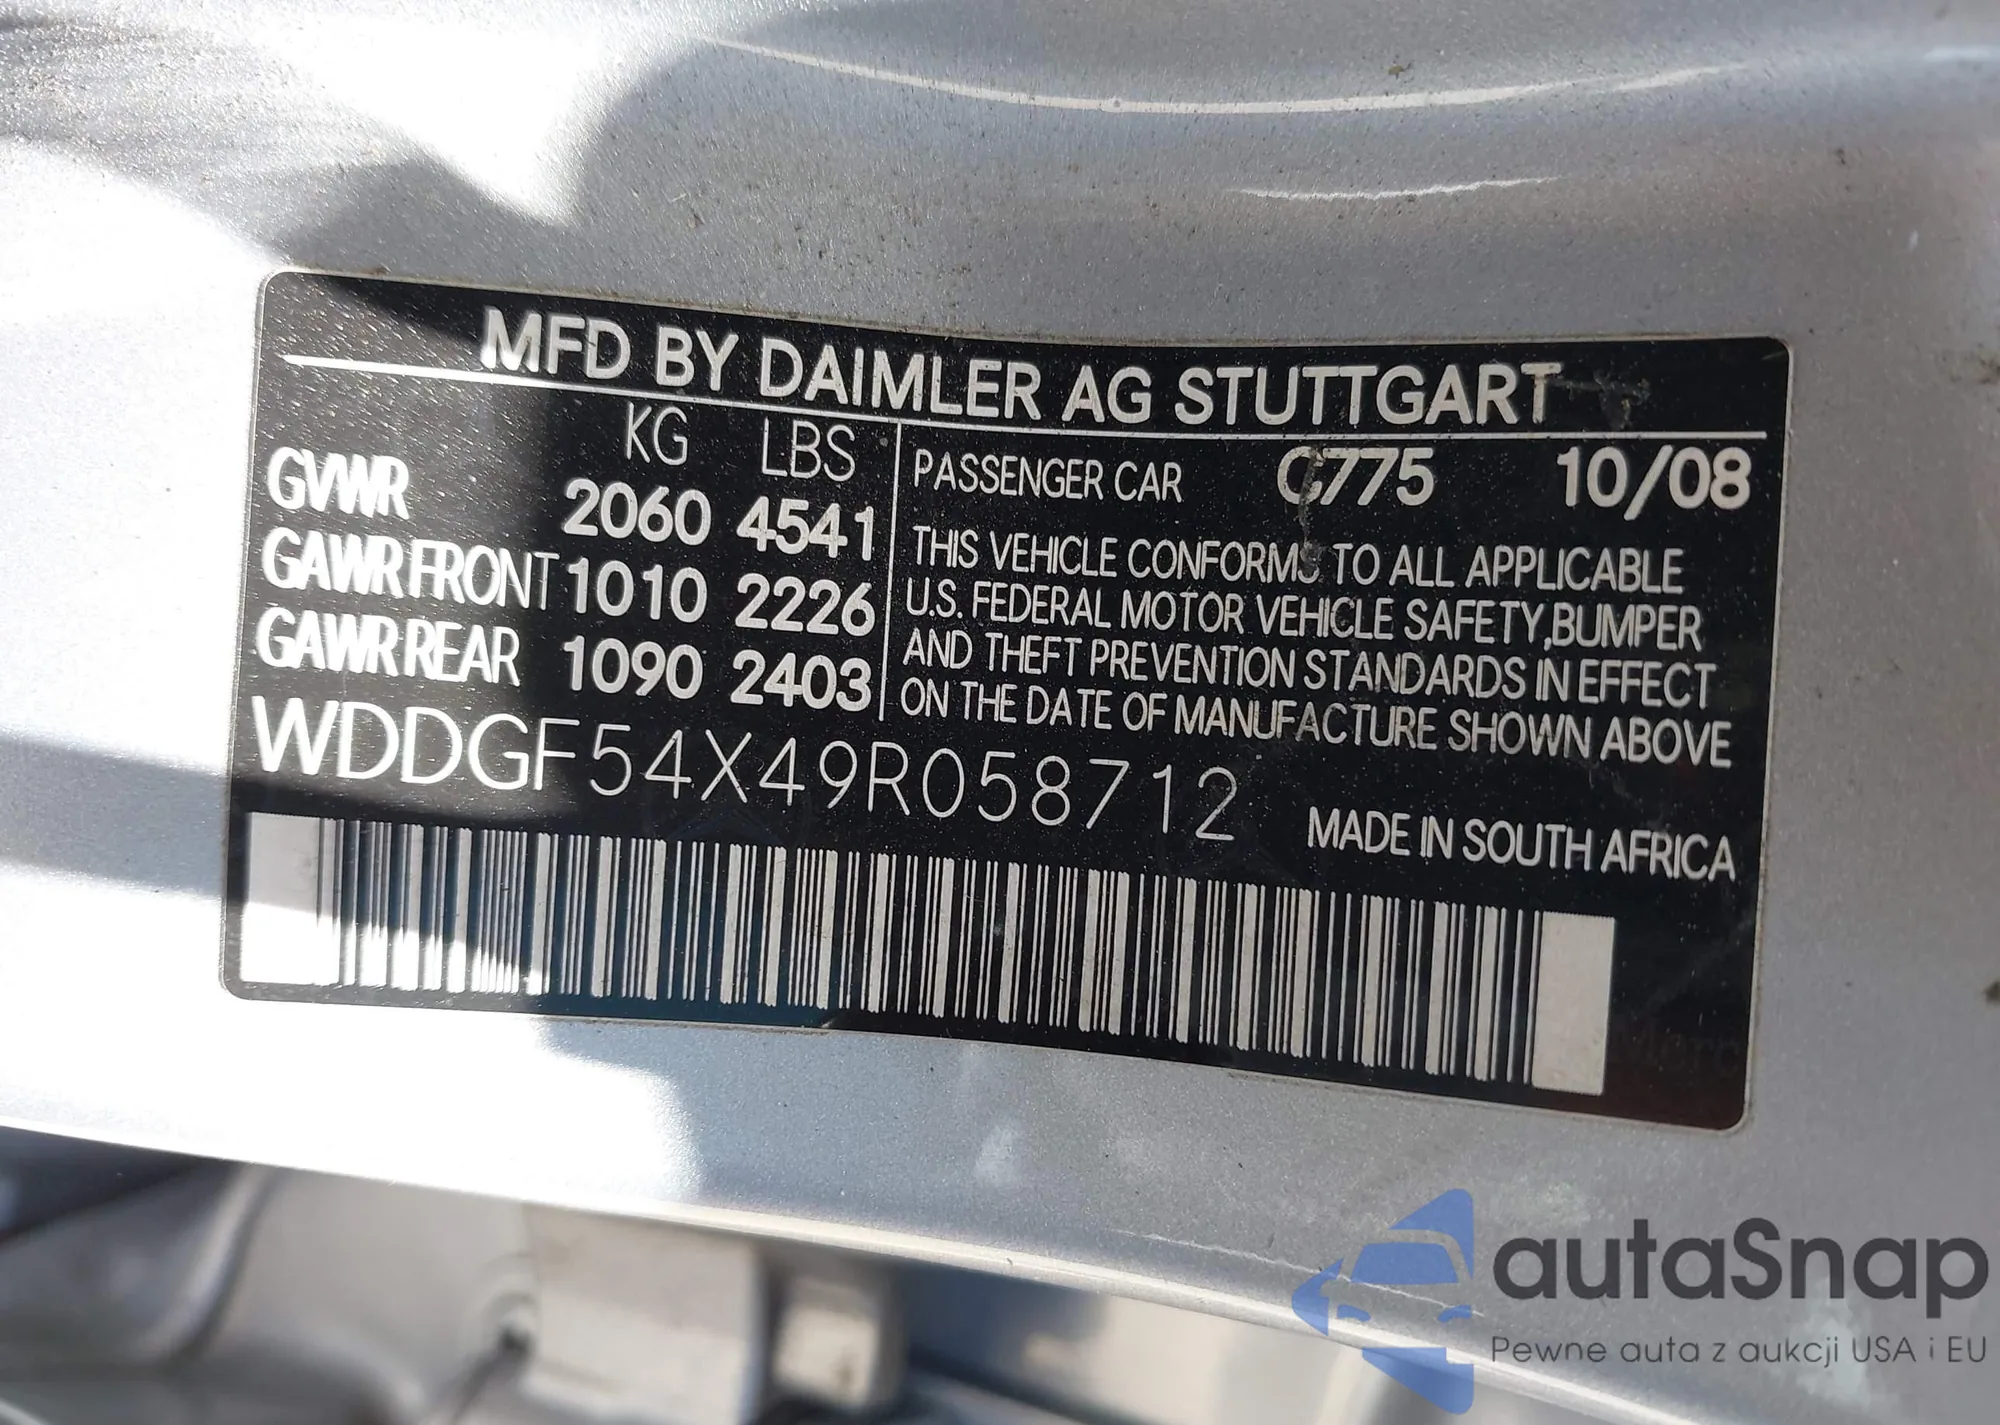 MFD BY DAIMLER AG STUTTGART
KG LBS
GVWR 2060 4541
GAWR FRONT 1010 2226
GAWR REAR 1090 2403
PASSENGER CAR C775 10/08
THIS VEHICLE CONFORMS TO ALL APPLICABLE
U.S. FEDERAL MOTOR VEHICLE SAFETY,BUMPER
AND THEFT PREVENTION STANDARDS IN EFFECT
ON THE DATE OF MANUFACTURE SHOWN ABOVE
WDDGF54X49R058712
MADE IN SOUTH AFRICA
autaSnap
Pewne auta z aukcji USA i EU